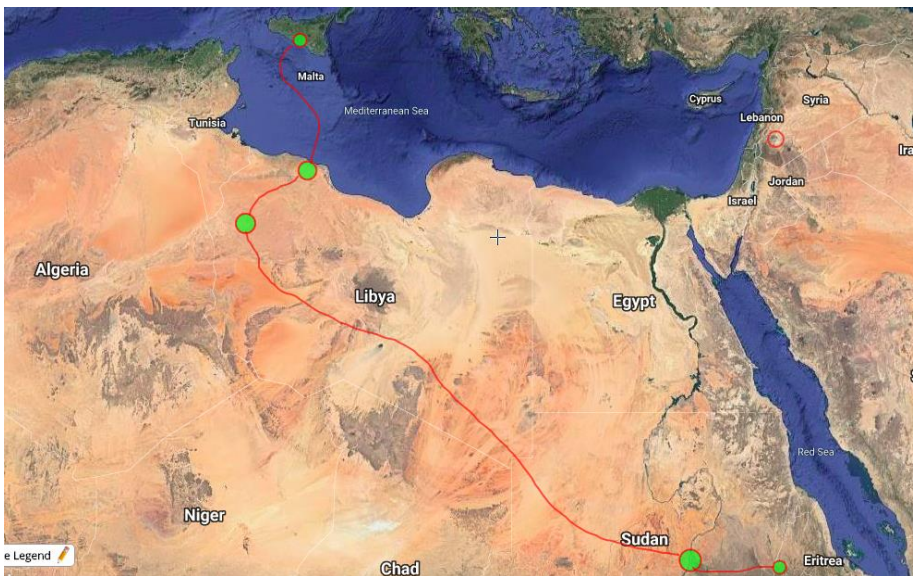 Malta
Mediterranean Sea
Cyprus
Syria
Lebanon
Tunisia
Ira
Jordan
Israel
Algeria
Libya
Egypt
Red Sea
Niger
Sudan
e Legend
Eritrea
Chad